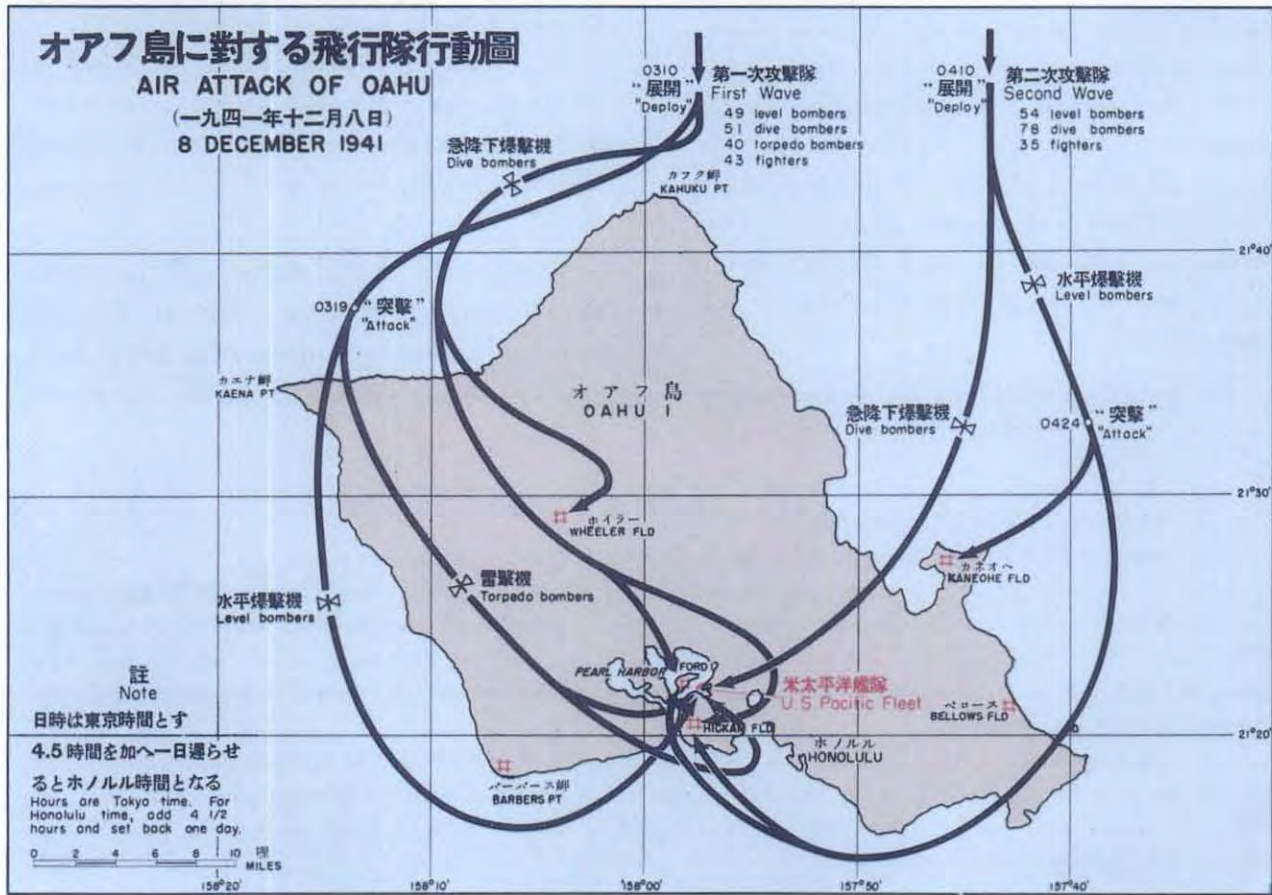 オアフ島に對する飛行隊行動圖
AIR ATTACK OF OAHU
(一九四一年十二月八日)
8 DECEMBER 1941
0310
"展開"
"Deploy"
第一次攻擊隊
First Wave
49 level bombers
51 dive bombers
40 torpedo bombers
43 fighters
0410
"展開"
"Deploy"
第二次攻擊隊
Second Wave
54 level bombers
78 dive bombers
35 fighters
急降下爆擊機
Dive bombers
カフク岬
KAHUKU PT
21°40'
0319
"突擊"
"Attack"
水平爆擊機
Level bombers
カエナ岬
KAENA PT
オアフ島
OAHU I
急降下爆擊機
Dive bombers
0424
"突擊"
"Attack"
21°30'
ホイラー
WHEELER FLD
カネオヘ
KANEOHE FLD
雷擊機
Torpedo bombers
水平爆擊機
Level bombers
PEARL HARBOR
FORD I
米太平洋艦隊
U.S. Pacific Fleet
HICKAM FLD
ベロース
BELLOWS FLD
ホノルル
HONOLULU
21°20'
バーバース岬
BARBERS PT
註
Note
日時は東京時間とす
4.5時間を加へ一日遲らせ
るとホノルル時間となる
Hours are Tokyo time. For
Honolulu time, add 4 1/2
hours and set back one day.
0 2 4 6 8 10 浬
MILES
158°20'
158°10'
158°00'
157°50'
157°40'